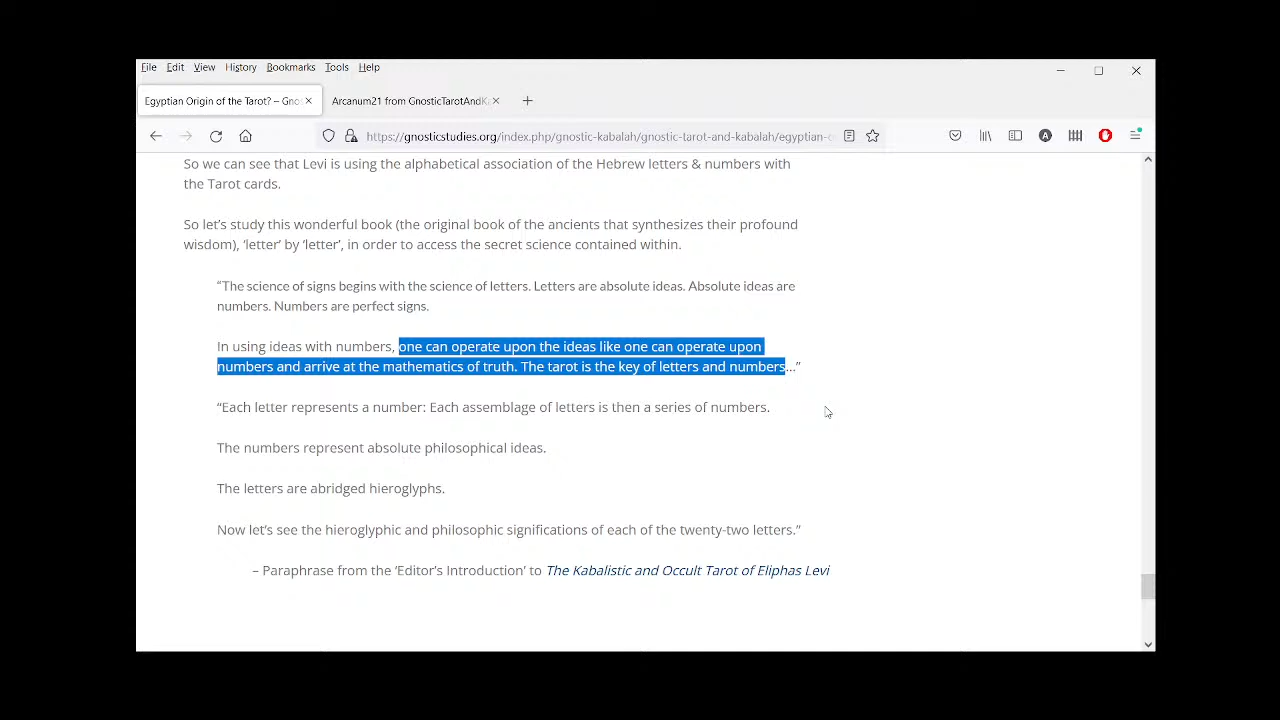 File Edit View History Bookmarks Tools Help
Egyptian Origin of the Tarot? – Gno
Arcanum21 from GnosticTarotAndK
https://gnosticstudies.org/index.php/gnostic-kabalah/gnostic-tarot-and-kabalah/egyptian-
So we can see that Levi is using the alphabetical association of the Hebrew letters & numbers with
the Tarot cards.
So let’s study this wonderful book (the original book of the ancients that synthesizes their profound
wisdom), ‘letter’ by ‘letter’, in order to access the secret science contained within.
“The science of signs begins with the science of letters. Letters are absolute ideas. Absolute ideas are
numbers. Numbers are perfect signs.
In using ideas with numbers, one can operate upon the ideas like one can operate upon
numbers and arrive at the mathematics of truth. The tarot is the key of letters and numbers…”
“Each letter represents a number: Each assemblage of letters is then a series of numbers.
The numbers represent absolute philosophical ideas.
The letters are abridged hieroglyphs.
Now let’s see the hieroglyphic and philosophic significations of each of the twenty-two letters.”
– Paraphrase from the ‘Editor’s Introduction’ to The Kabalistic and Occult Tarot of Eliphas Levi